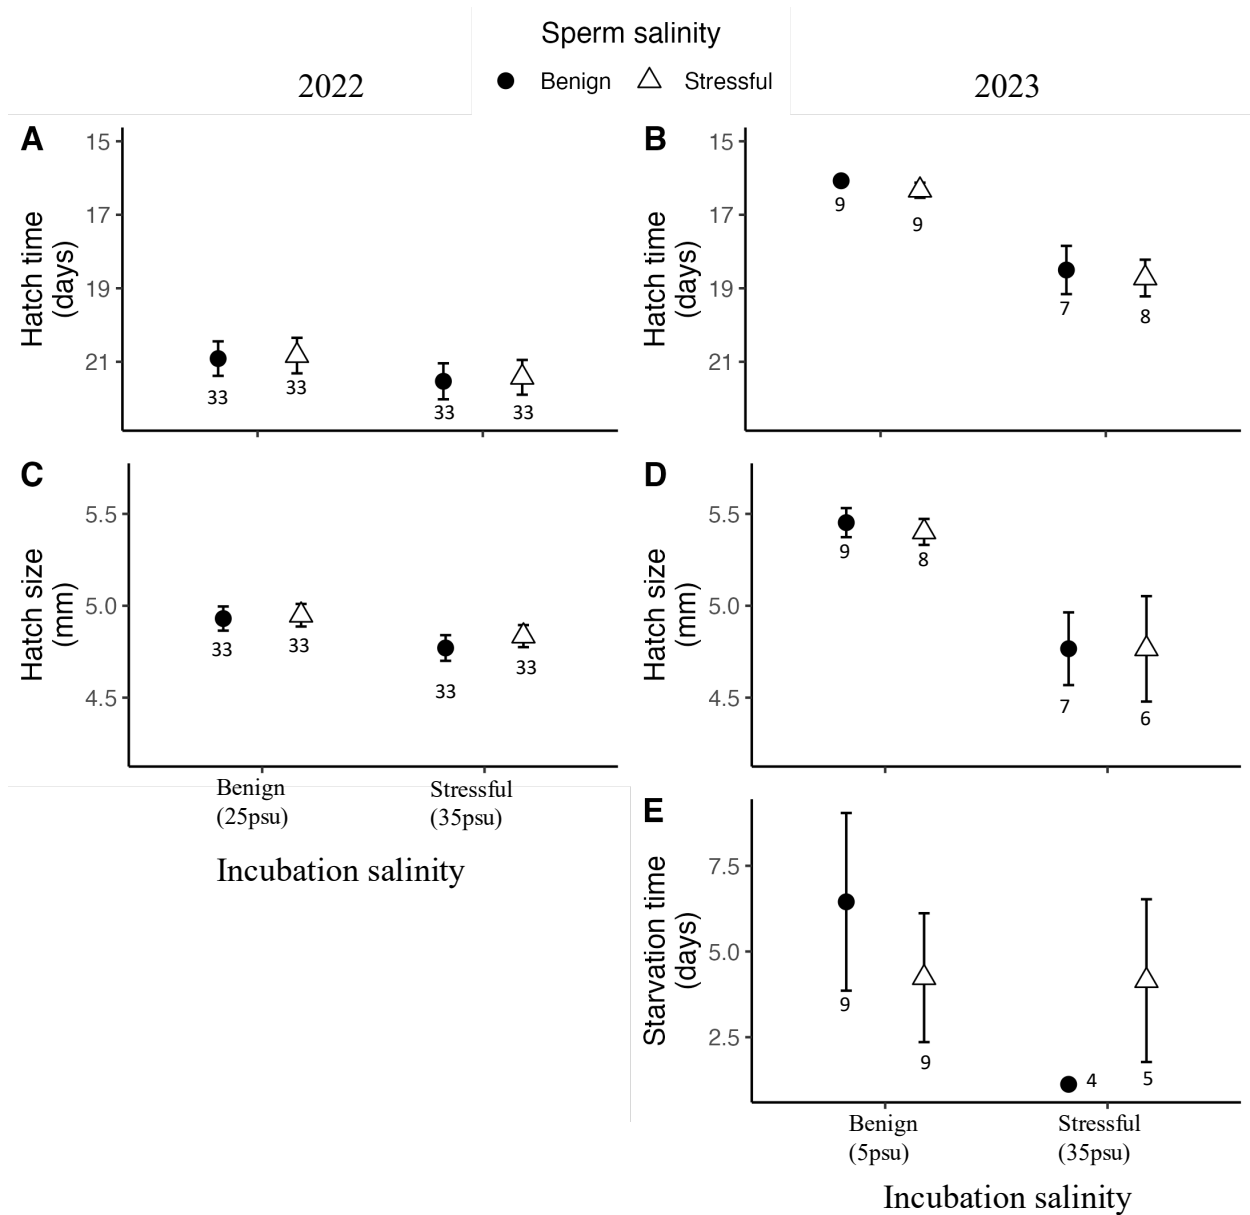 Sperm salinity
2022
Benign
Stressful
2023
A
Hatch time
(days)
15
17
19
21
33
33
33
33
B
Hatch time
(days)
15
17
19
21
9
9
7
8
C
Hatch size
(mm)
5.5
5.0
4.5
33
33
33
33
Benign
(25psu)
Stressful
(35psu)
Incubation salinity
D
Hatch size
(mm)
5.5
5.0
4.5
9
8
7
6
E
Starvation time
(days)
7.5
5.0
2.5
9
9
4
5
Benign
(5psu)
Stressful
(35psu)
Incubation salinity